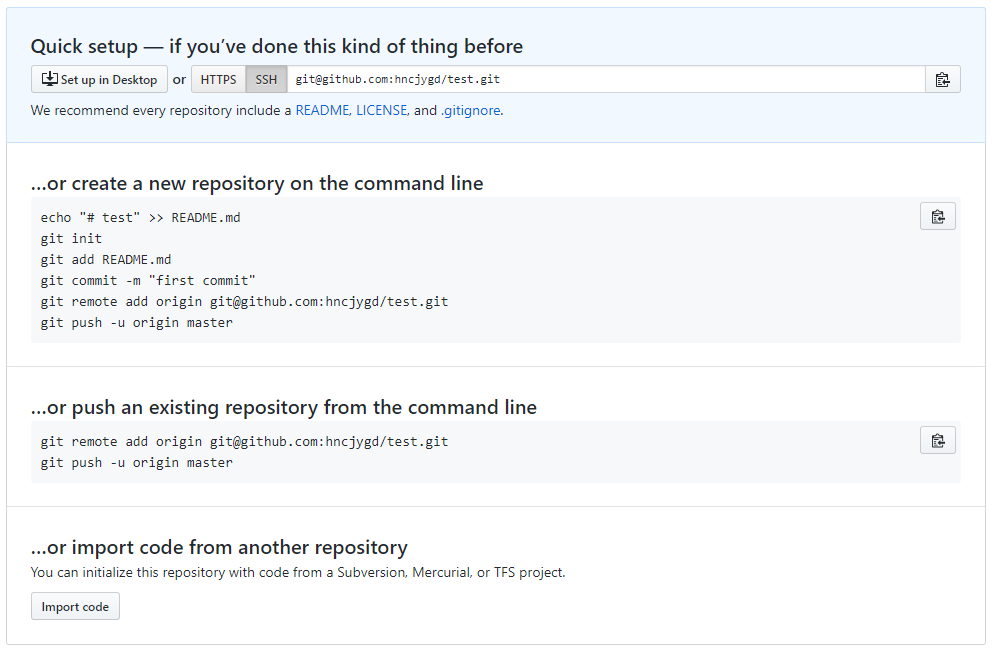 Quick setup — if you’ve done this kind of thing before
Set up in Desktop or HTTPS SSH git@github.com:hncjygd/test.git
We recommend every repository include a README, LICENSE, and .gitignore.
…or create a new repository on the command line
echo "# test" >> README.md
git init
git add README.md
git commit -m "first commit"
git remote add origin git@github.com:hncjygd/test.git
git push -u origin master
…or push an existing repository from the command line
git remote add origin git@github.com:hncjygd/test.git
git push -u origin master
…or import code from another repository
You can initialize this repository with code from a Subversion, Mercurial, or TFS project.
Import code